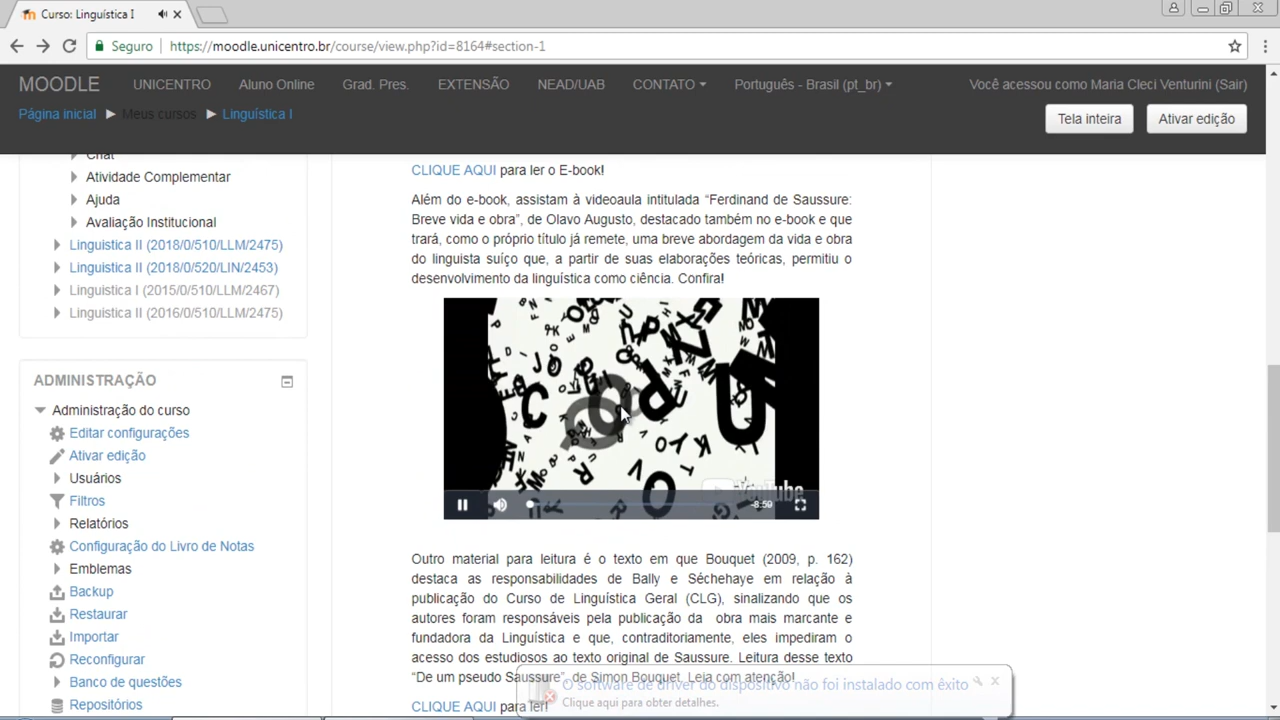 Curso: Linguística I
Seguro https://moodle.unicentro.br/course/view.php?id=8164#section-1
MOODLE UNICENTRO Aluno Online Grad. Pres. EXTENSÃO NEAD/UAB CONTATO Português - Brasil (pt_br) Você acessou como Maria Cleci Venturini (Sair)
Página inicial Meus cursos Linguística I Tela inteira Ativar edição
Chat
Atividade Complementar
Ajuda
Avaliação Institucional
Linguistica II (2018/0/510/LLM/2475)
Linguistica II (2018/0/520/LIN/2453)
Linguistica I (2015/0/510/LLM/2467)
Linguistica II (2016/0/510/LLM/2475)
ADMINISTRAÇÃO
Administração do curso
Editar configurações
Ativar edição
Usuários
Filtros
Relatórios
Configuração do Livro de Notas
Emblemas
Backup
Restaurar
Importar
Reconfigurar
Banco de questões
Repositórios
CLIQUE AQUI para ler o E-book!
Além do e-book, assistam à videoaula intitulada “Ferdinand de Saussure:
Breve vida e obra”, de Olavo Augusto, destacado também no e-book e que
trará, como o próprio título já remete, uma breve abordagem da vida e obra
do linguista suíço que, a partir de suas elaborações teóricas, permitiu o
desenvolvimento da linguística como ciência. Confira!
YouTube
-8:59
Outro material para leitura é o texto em que Bouquet (2009, p. 162)
destaca as responsabilidades de Bally e Séchehaye em relação à
publicação do Curso de Linguística Geral (CLG), sinalizando que os
autores foram responsáveis pela publicação da obra mais marcante e
fundadora da Linguística e que, contraditoriamente, eles impediram o
acesso dos estudiosos ao texto original de Saussure. Leitura desse texto
“De um pseudo Saussure”, de Simon Bouquet. Leia com atenção!
CLIQUE AQUI para ler!
O software de driver do dispositivo não foi instalado com êxito
Clique aqui para obter detalhes.